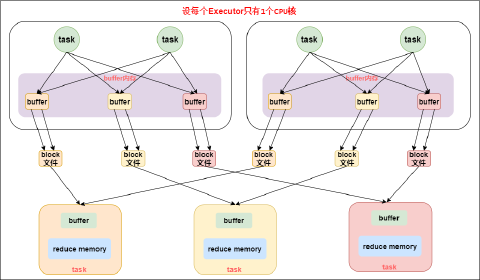 设每个Executor只有1个CPU核
task
task
task
task
buffer内存
buffer内存
buffer
buffer
buffer
buffer
buffer
buffer
block
文件
block
文件
block
文件
block
文件
block
文件
block
文件
buffer
buffer
buffer
reduce memory
reduce memory
reduce memory
task
task
task